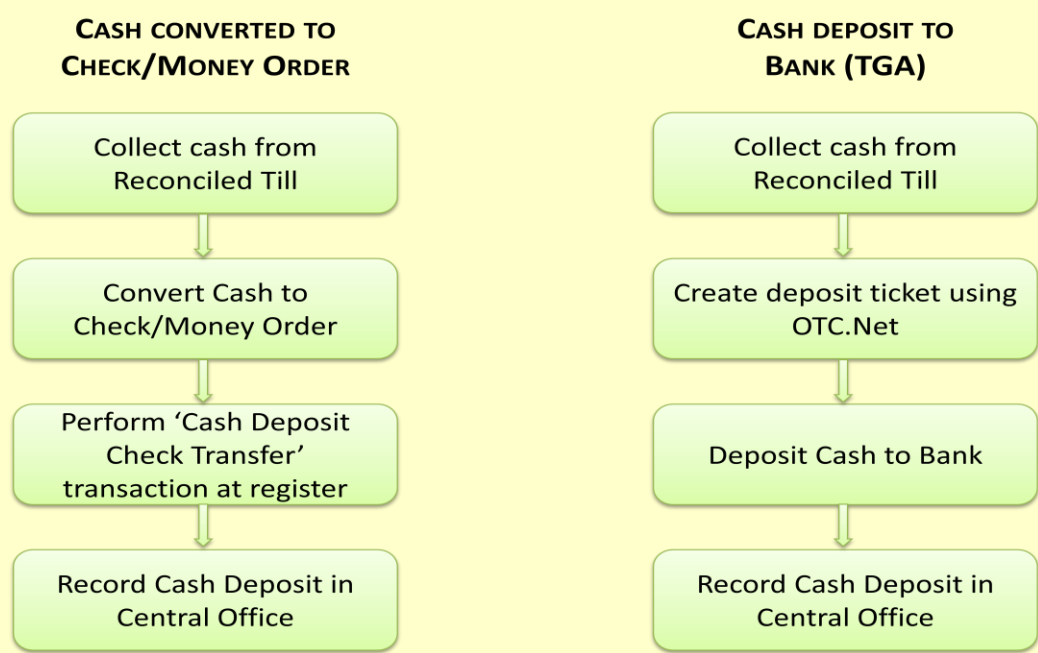 CASH CONVERTED TO
CHECK/MONEY ORDER
Collect cash from
Reconciled Till
Convert Cash to
Check/Money Order
Perform ‘Cash Deposit
Check Transfer’
transaction at register
Record Cash Deposit in
Central Office
CASH DEPOSIT TO
BANK (TGA)
Collect cash from
Reconciled Till
Create deposit ticket using
OTC.Net
Deposit Cash to Bank
Record Cash Deposit in
Central Office